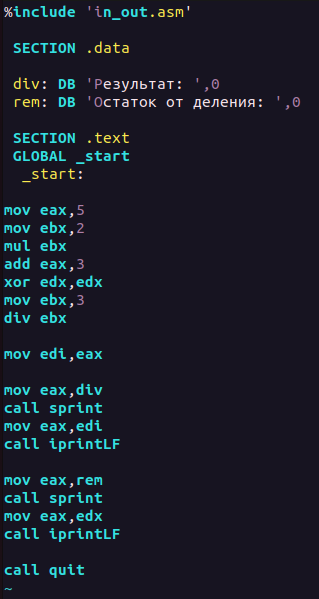 %include 'in_out.asm'
SECTION .data
div: DB 'Результат: ',0
rem: DB 'Остаток от деления: ',0
SECTION .text
GLOBAL _start
_start:
mov eax,5
mov ebx,2
mul ebx
add eax,3
xor edx,edx
mov ebx,3
div ebx
mov edi,eax
mov eax,div
call sprint
mov eax,edi
call iprintLF
mov eax,rem
call sprint
mov eax,edx
call iprintLF
call quit
~